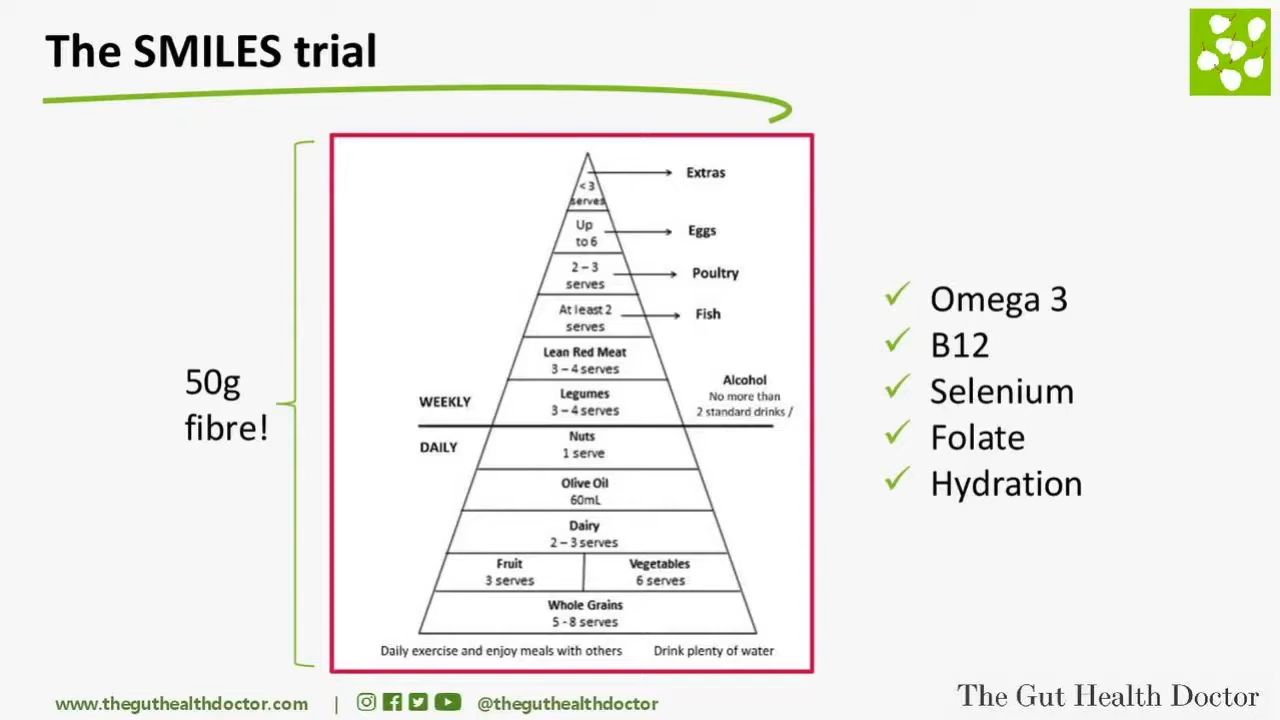 The SMILES trial
50g
fibre!
< 3
serves
Extras
Up
to 6
Eggs
2 – 3
serves
Poultry
At least 2
serves
Fish
Lean Red Meat
3 – 4 serves
Legumes
3 – 4 serves
WEEKLY
Alcohol
No more than
2 standard drinks /
DAILY
Nuts
1 serve
Olive Oil
60mL
Dairy
2 – 3 serves
Fruit
3 serves
Vegetables
6 serves
Whole Grains
5 - 8 serves
Daily exercise and enjoy meals with others
Drink plenty of water
✓ Omega 3
✓ B12
✓ Selenium
✓ Folate
✓ Hydration
www.theguthealthdoctor.com | @theguthealthdoctor
The Gut Health Doctor